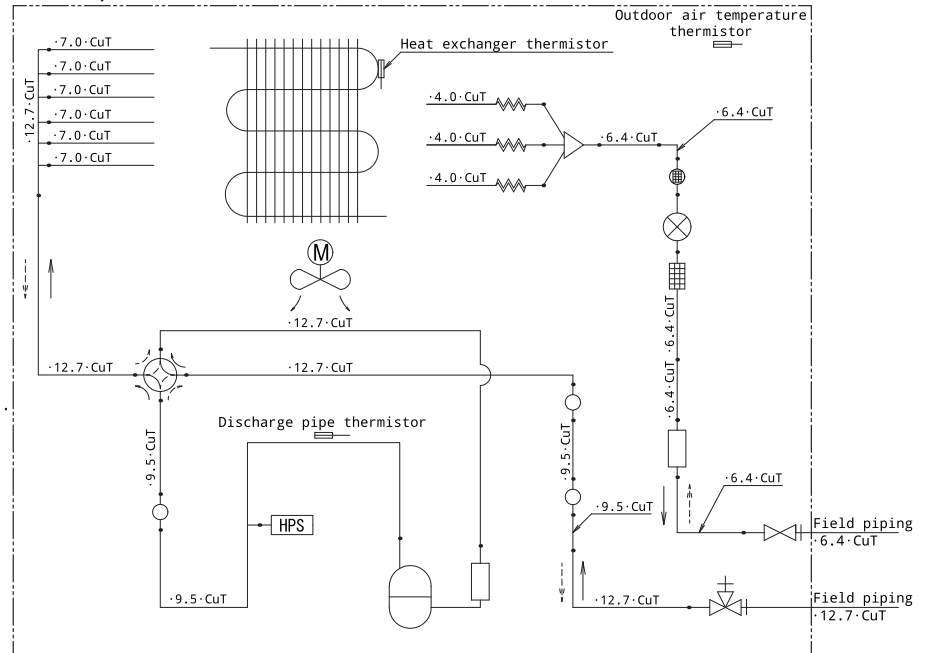 Outdoor air temperature
thermistor
·7.0·CuT
·7.0·CuT
·7.0·CuT
·7.0·CuT
·7.0·CuT
·7.0·CuT
·12.7·CuT
Heat exchanger thermistor
·4.0·CuT
·4.0·CuT
·4.0·CuT
·6.4·CuT
·6.4·CuT
M
·12.7·CuT
·12.7·CuT
·12.7·CuT
·6.4·CuT
·6.4·CuT
Discharge pipe thermistor
·9.5·CuT
·9.5·CuT
HPS
·9.5·CuT
·6.4·CuT
Field piping
·6.4·CuT
·9.5·CuT
·12.7·CuT
Field piping
·12.7·CuT